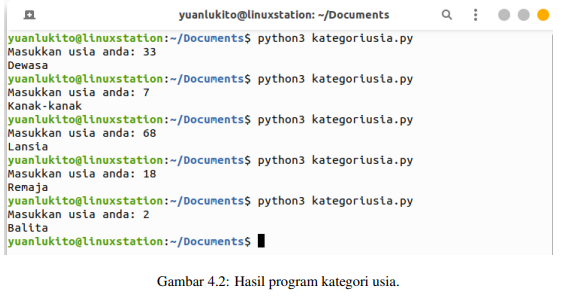 yuanlukito@linuxstation: ~/Documents
yuanlukito@linuxstation:~/Documents$ python3 kategoriusia.py
Masukkan usia anda: 33
Dewasa
yuanlukito@linuxstation:~/Documents$ python3 kategoriusia.py
Masukkan usia anda: 7
Kanak-kanak
yuanlukito@linuxstation:~/Documents$ python3 kategoriusia.py
Masukkan usia anda: 68
Lansia
yuanlukito@linuxstation:~/Documents$ python3 kategoriusia.py
Masukkan usia anda: 18
Remaja
yuanlukito@linuxstation:~/Documents$ python3 kategoriusia.py
Masukkan usia anda: 2
Balita
yuanlukito@linuxstation:~/Documents$
Gambar 4.2: Hasil program kategori usia.